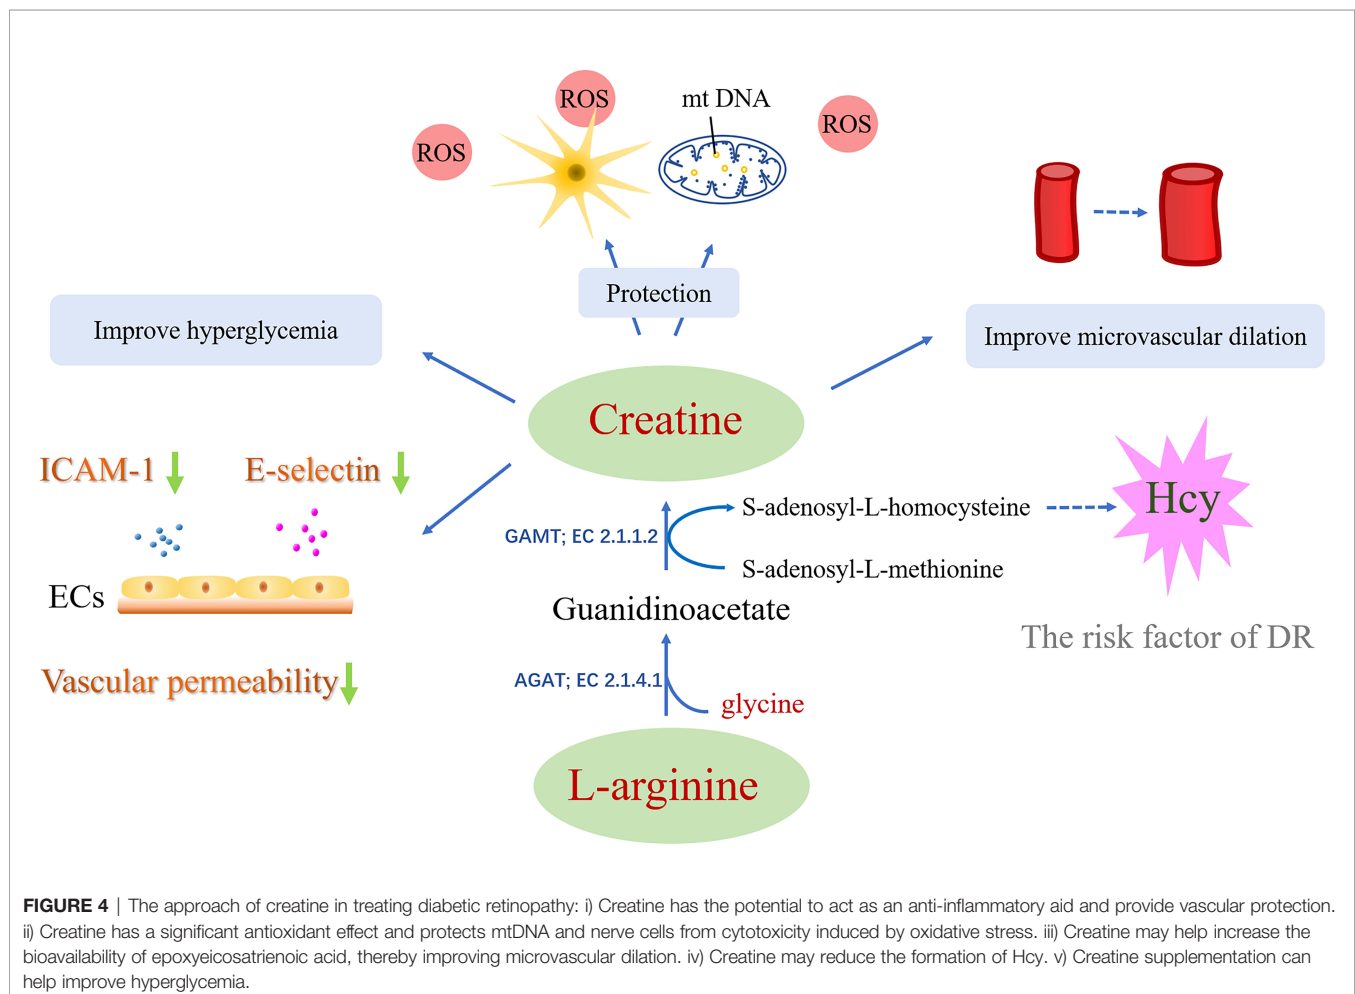 ROS
mt DNA
ROS
ROS
Protection
Improve hyperglycemia
Improve microvascular dilation
Creatine
ICAM-1
E-selectin
S-adenosyl-L-homocysteine
Hcy
GAMT; EC 2.1.1.2
S-adenosyl-L-methionine
ECs
Guanidinoacetate
The risk factor of DR
Vascular permeability
AGAT; EC 2.1.4.1
glycine
L-arginine
FIGURE 4 | The approach of creatine in treating diabetic retinopathy: i) Creatine has the potential to act as an anti-inflammatory aid and provide vascular protection.
ii) Creatine has a significant antioxidant effect and protects mtDNA and nerve cells from cytotoxicity induced by oxidative stress. iii) Creatine may help increase the
bioavailability of epoxyeicosatrienoic acid, thereby improving microvascular dilation. iv) Creatine may reduce the formation of Hcy. v) Creatine supplementation can
help improve hyperglycemia.